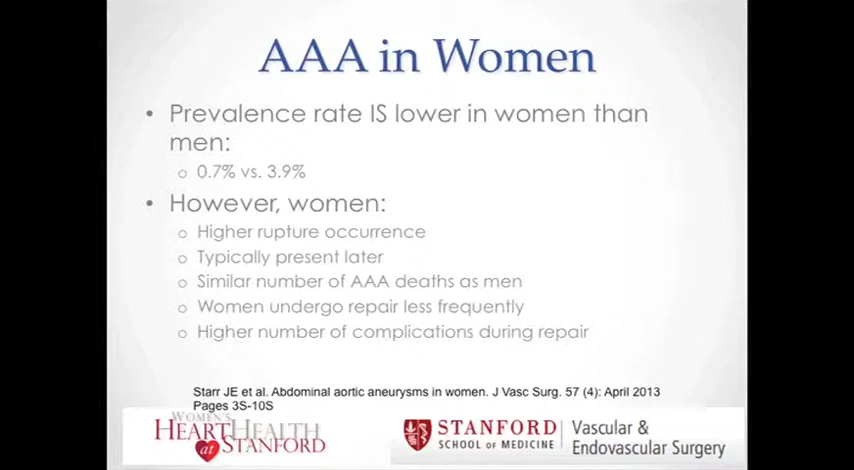 AAA in Women
• Prevalence rate IS lower in women than
men:
o 0.7% vs. 3.9%
• However, women:
o Higher rupture occurrence
o Typically present later
o Similar number of AAA deaths as men
o Women undergo repair less frequently
o Higher number of complications during repair
Starr JE et al. Abdominal aortic aneurysms in women. J Vasc Surg. 57 (4): April 2013
Pages 3S-10S
WOMEN'S
HEARTHEALTH
at STANFORD
STANFORD
SCHOOL OF MEDICINE
Vascular &
Endovascular Surgery